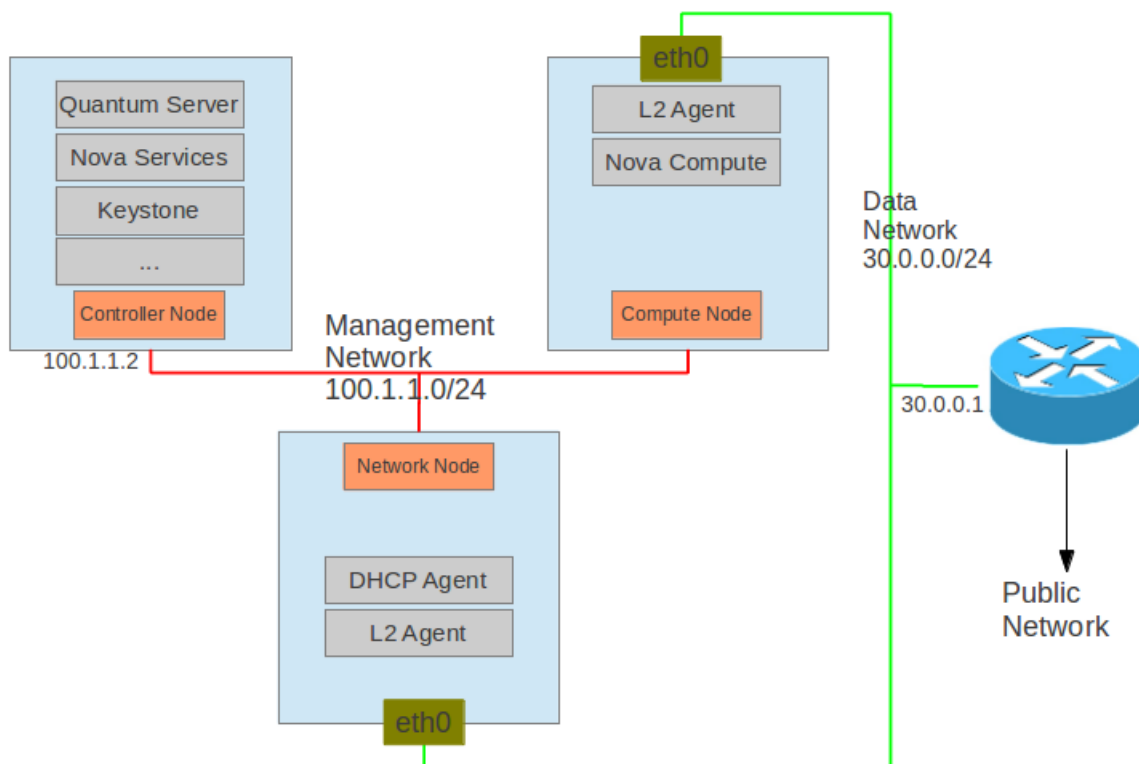 eth0
Quantum Server
Nova Services
Keystone
...
Controller Node
100.1.1.2
L2 Agent
Nova Compute
Compute Node
Management
Network
100.1.1.0/24
Data
Network
30.0.0.0/24
30.0.0.1
Public
Network
Network Node
DHCP Agent
L2 Agent
eth0